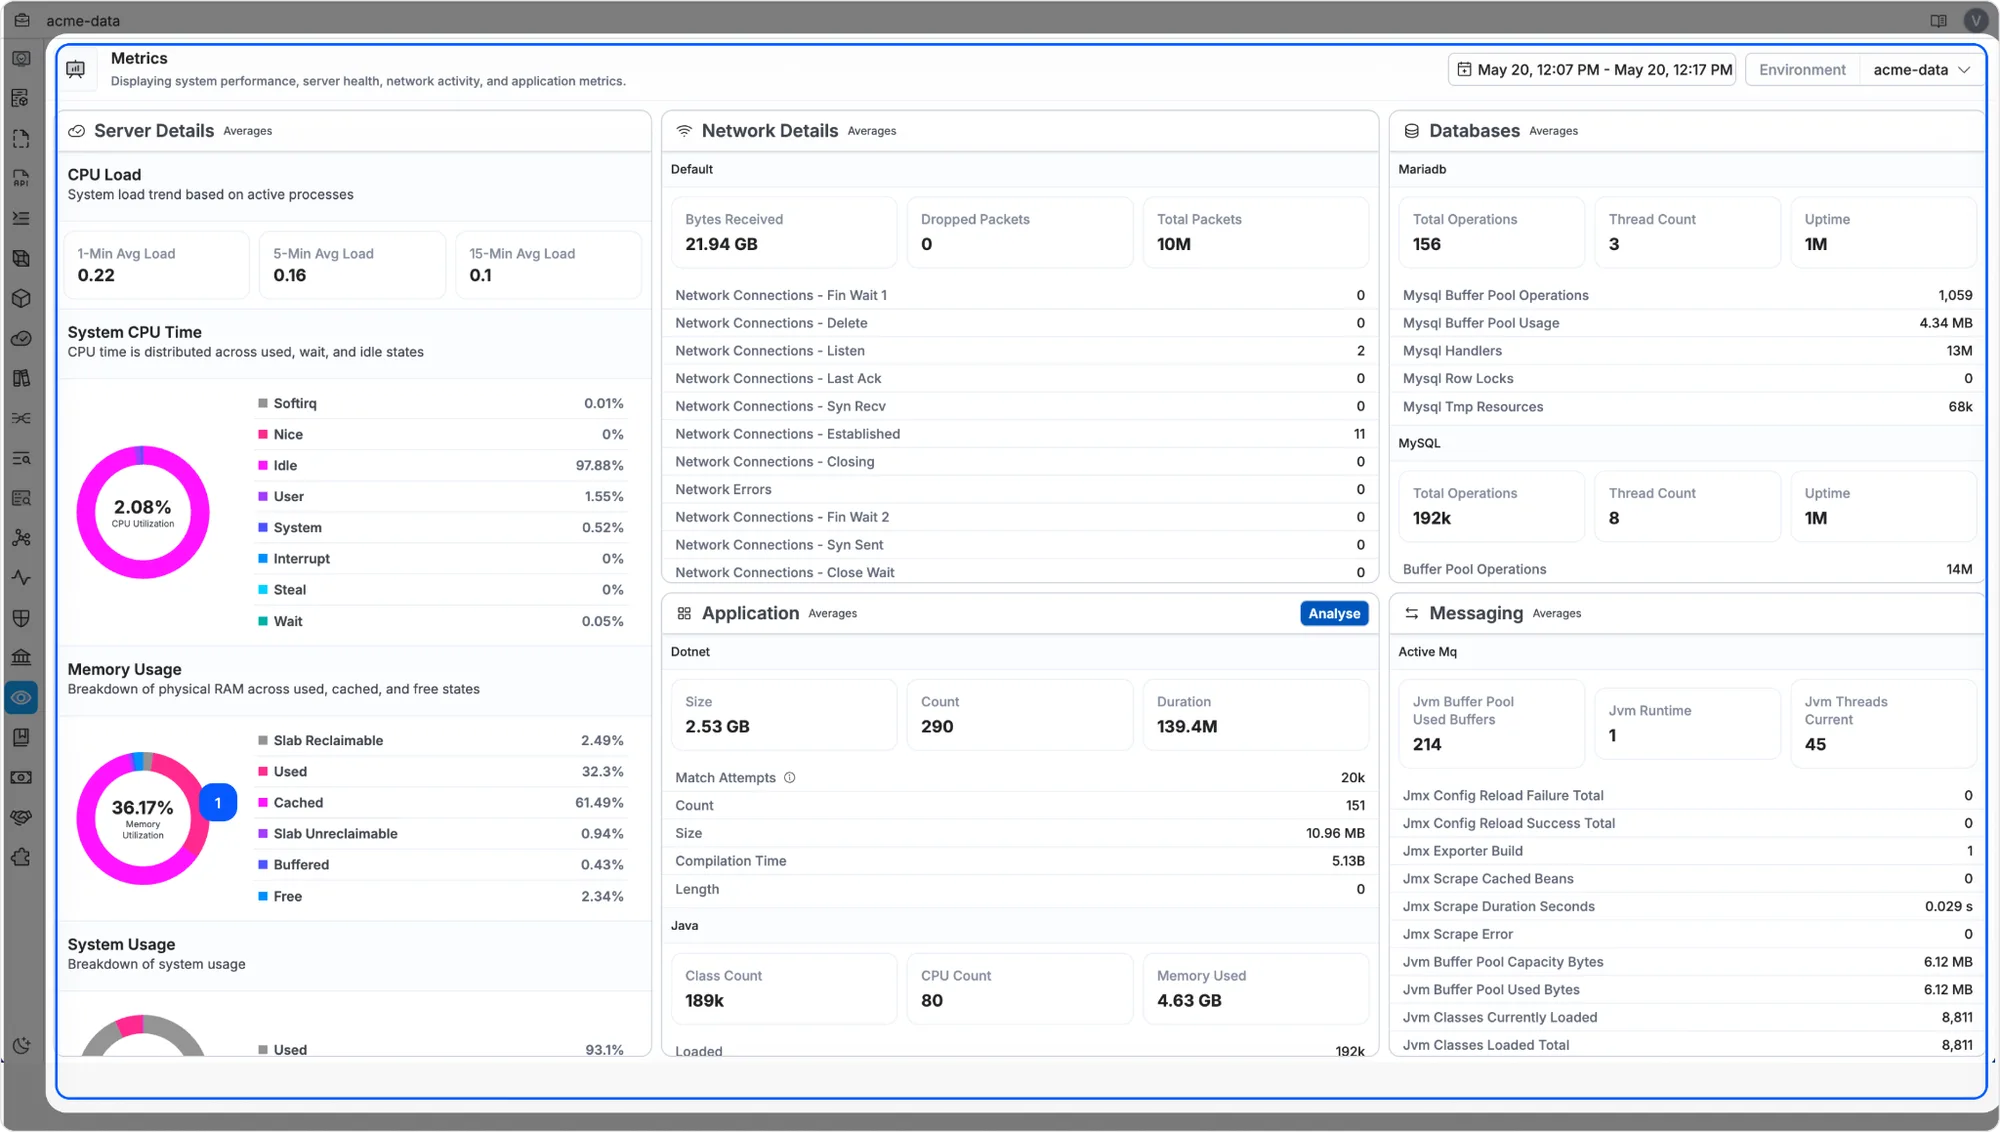 acme-data
V
Metrics
Displaying system performance, server health, network activity, and application metrics.
May 20, 12:07 PM - May 20, 12:17 PM
Environment
acme-data
API
Server Details Averages
CPU Load
System load trend based on active processes
1-Min Avg Load
0.22
5-Min Avg Load
0.16
15-Min Avg Load
0.1
System CPU Time
CPU time is distributed across used, wait, and idle states
2.08%
CPU Utilization
Softirq 0.01%
Nice 0%
Idle 97.88%
User 1.55%
System 0.52%
Interrupt 0%
Steal 0%
Wait 0.05%
Memory Usage
Breakdown of physical RAM across used, cached, and free states
36.17%
Memory
Utilization
1
Slab Reclaimable 2.49%
Used 32.3%
Cached 61.49%
Slab Unreclaimable 0.94%
Buffered 0.43%
Free 2.34%
System Usage
Breakdown of system usage
Used 93.1%
Network Details Averages
Default
Bytes Received
21.94 GB
Dropped Packets
0
Total Packets
10M
Network Connections - Fin Wait 1 0
Network Connections - Delete 0
Network Connections - Listen 2
Network Connections - Last Ack 0
Network Connections - Syn Recv 0
Network Connections - Established 11
Network Connections - Closing 0
Network Errors 0
Network Connections - Fin Wait 2 0
Network Connections - Syn Sent 0
Network Connections - Close Wait 0
Application Averages
Analyse
Dotnet
Size
2.53 GB
Count
290
Duration
139.4M
Match Attempts 20k
Count 151
Size 10.96 MB
Compilation Time 5.13B
Length 0
Java
Class Count
189k
CPU Count
80
Memory Used
4.63 GB
Loaded 192k
Databases Averages
Mariadb
Total Operations
156
Thread Count
3
Uptime
1M
Mysql Buffer Pool Operations 1,059
Mysql Buffer Pool Usage 4.34 MB
Mysql Handlers 13M
Mysql Row Locks 0
Mysql Tmp Resources 68k
MySQL
Total Operations
192k
Thread Count
8
Uptime
1M
Buffer Pool Operations 14M
Messaging Averages
Active Mq
Jvm Buffer Pool
Used Buffers
214
Jvm Runtime
1
Jvm Threads
Current
45
Jmx Config Reload Failure Total 0
Jmx Config Reload Success Total 0
Jmx Exporter Build 1
Jmx Scrape Cached Beans 0
Jmx Scrape Duration Seconds 0.029 s
Jmx Scrape Error 0
Jvm Buffer Pool Capacity Bytes 6.12 MB
Jvm Buffer Pool Used Bytes 6.12 MB
Jvm Classes Currently Loaded 8,811
Jvm Classes Loaded Total 8,811